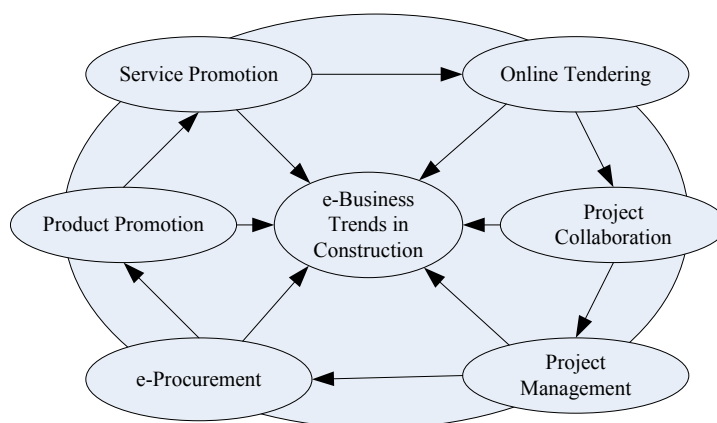 Service Promotion
Online Tendering
e-Business
Trends in
Construction
Product Promotion
Project
Collaboration
e-Procurement
Project
Management